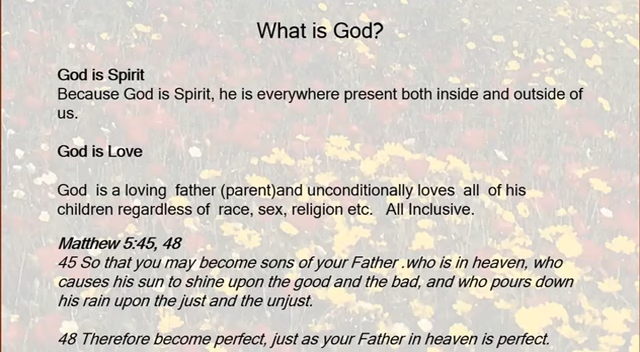 What is God?
God is Spirit
Because God is Spirit, he is everywhere present both inside and outside of
us.
God is Love
God is a loving father (parent)and unconditionally loves all of his
children regardless of race, sex, religion etc. All Inclusive.
Matthew 5:45, 48
45 So that you may become sons of your Father .who is in heaven, who
causes his sun to shine upon the good and the bad, and who pours down
his rain upon the just and the unjust.
48 Therefore become perfect, just as your Father in heaven is perfect.